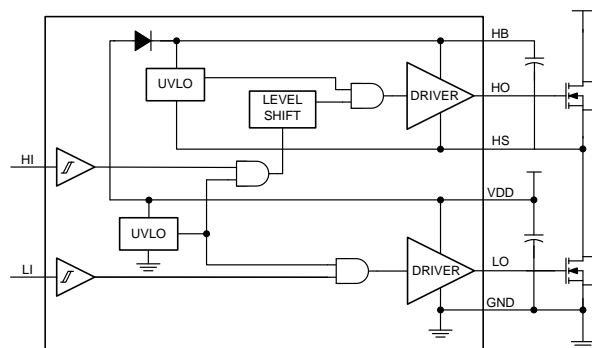 HB
UVLO
LEVEL
SHIFT
DRIVER
HO
HS
HI
VDD
UVLO
DRIVER
LO
LI
GND